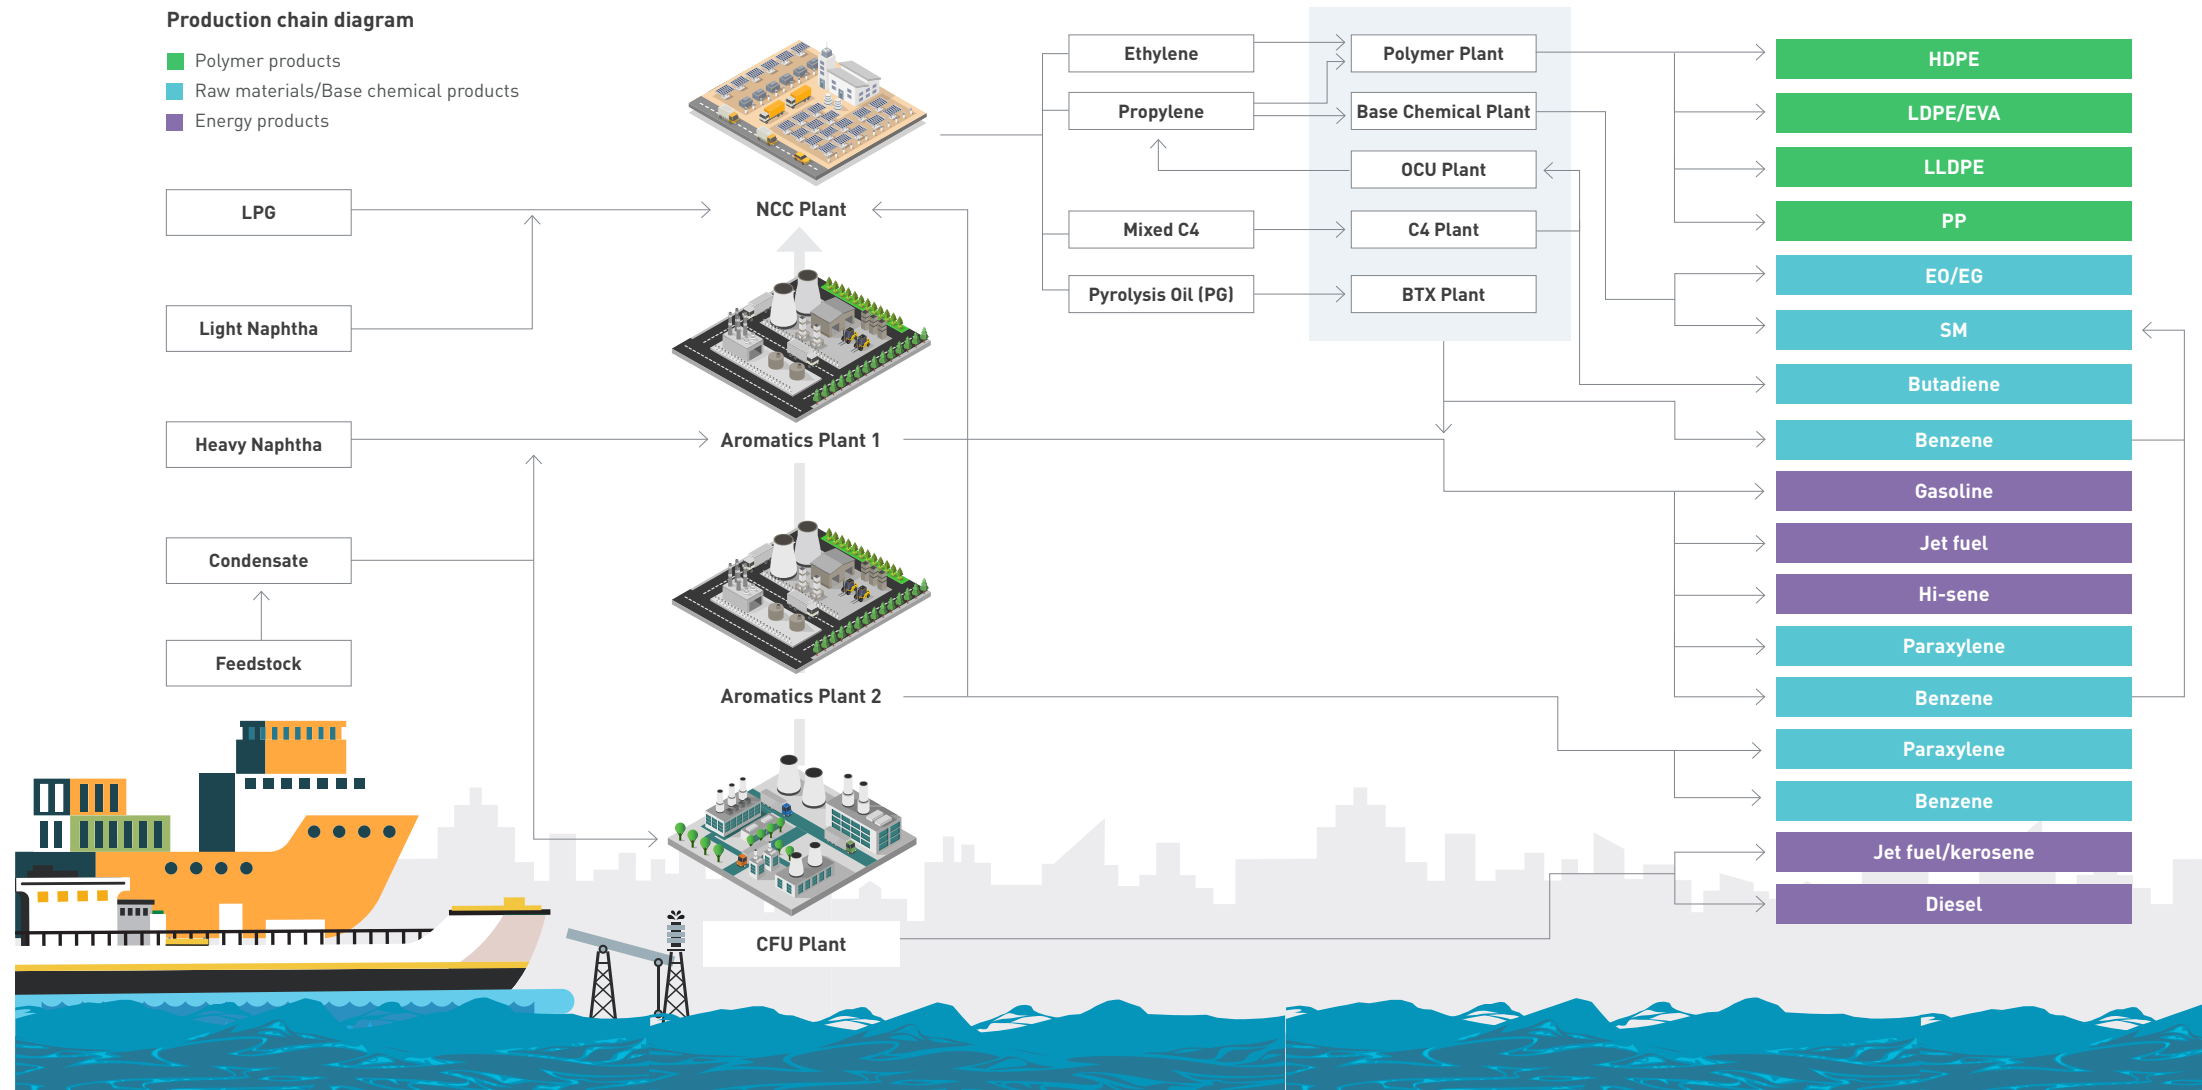 Production chain diagram
Polymer products
Raw materials/Base chemical products
Energy products
LPG
Light Naphtha
Heavy Naphtha
Condensate
Feedstock
NCC Plant
Aromatics Plant 1
Aromatics Plant 2
CFU Plant
Ethylene
Propylene
Mixed C4
Pyrolysis Oil (PG)
Polymer Plant
Base Chemical Plant
OCU Plant
C4 Plant
BTX Plant
HDPE
LDPE/EVA
LLDPE
PP
EO/EG
SM
Butadiene
Benzene
Gasoline
Jet fuel
Hi-sene
Paraxylene
Benzene
Paraxylene
Benzene
Jet fuel/kerosene
Diesel